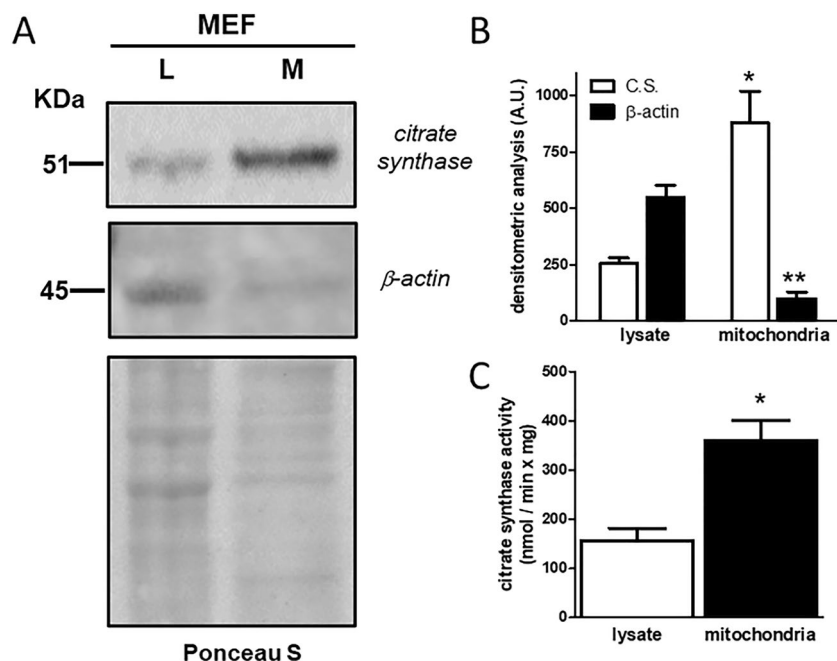 A
MEF
L M
KDa
51
citrate
synthase
45
β-actin
Ponceau S
B
densitometric analysis (A.U.)
1000
750
500
250
0
C.S.
β-actin
*
**
lysate mitochondria
C
citrate synthase activity
(nmol / min x mg)
500
400
300
200
100
0
*
lysate mitochondria